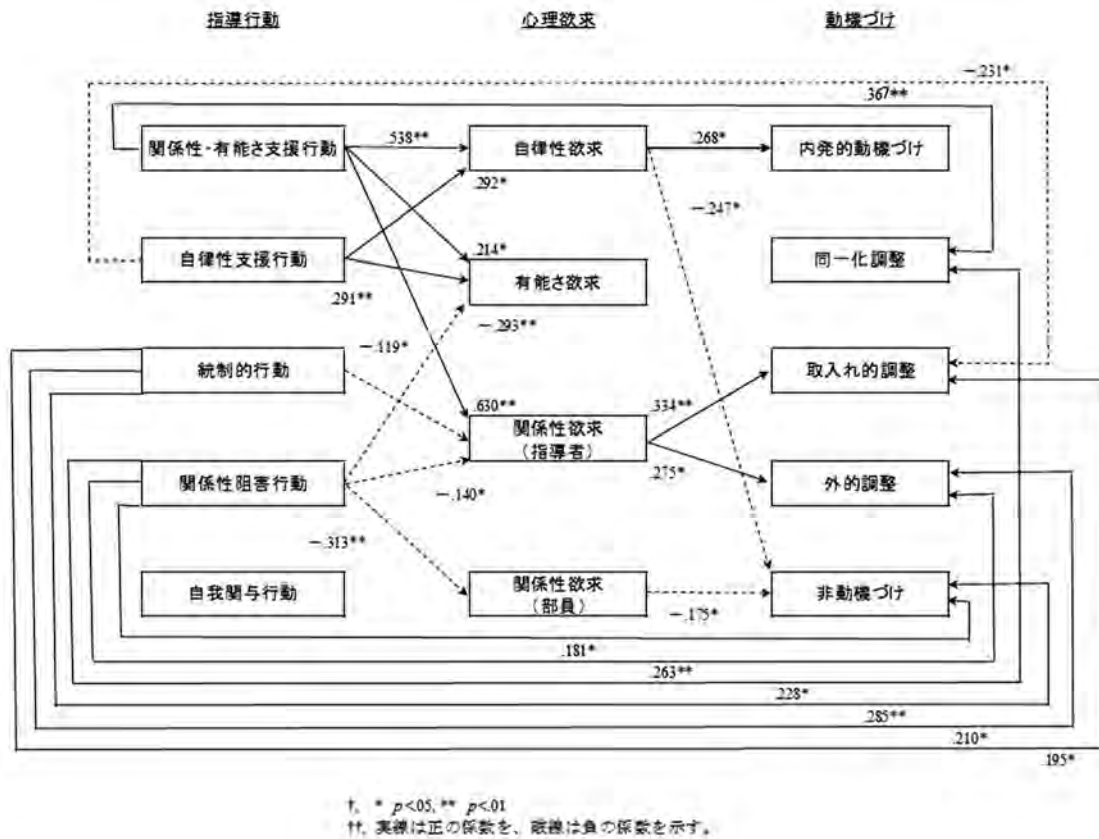 指導行動 心理欲求 動機づけ
－.231*
.367**
関係性・有能さ支援行動 .538** 自律性欲求 .268* 内発的動機づけ
.292*
－.247*
自律性支援行動 .214* 同一化調整
有能さ欲求
.291**
－.293**
統制的行動 －.119* 取入れ的調整
.630** .334**
関係性欲求
（指導者）
関係性阻害行動 .275* 外的調整
－.140*
－.313**
自我関与行動 関係性欲求 非動機づけ
（部員）
－.175*
.181*
.263**
.228*
.285**
.210*
.195*
†, * p<.05, ** p<.01
††, 実線は正の係数を、破線は負の係数を示す。